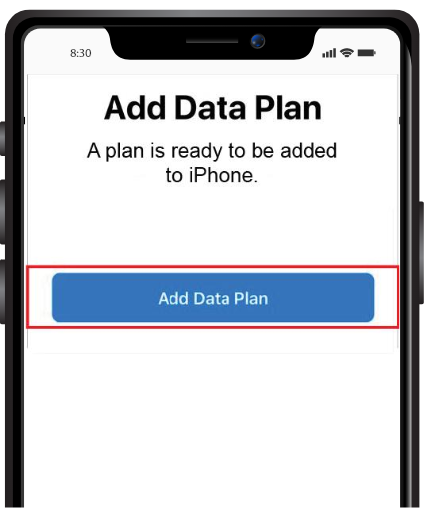 8:30
Add Data Plan
A plan is ready to be added
to iPhone.
Add Data Plan